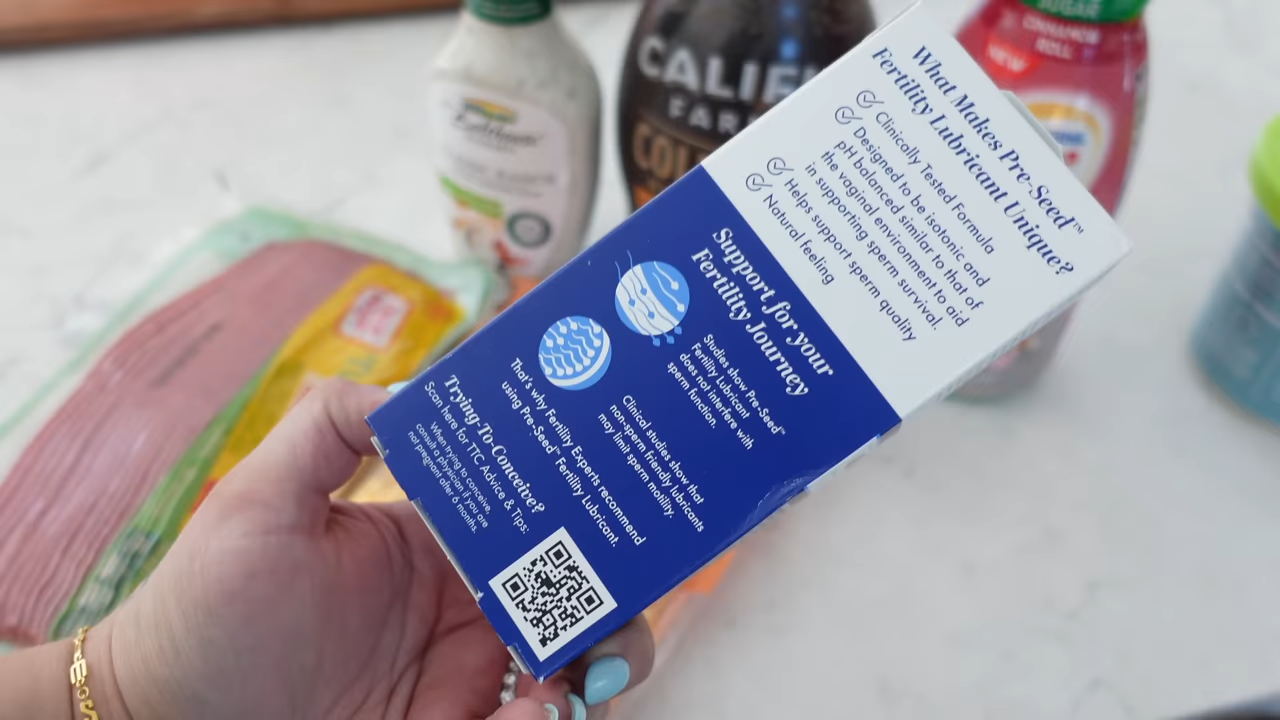 CALIF
FAR
COL
SUGAR
CINNAMON
ROLL
NEW
What Makes Pre-Seed™
Fertility Lubricant Unique?
Clinically Tested Formula
Designed to be isotonic and
pH balanced similar to that of
the vaginal environment to aid
in supporting sperm survival.
Helps support sperm quality
Natural feeling
Support for your
Fertility Journey
Studies show Pre-Seed™
Fertility Lubricant
does not interfere with
sperm function.
Clinical studies show that
non-sperm friendly lubricants
may limit sperm motility.
That's why Fertility Experts recommend
using Pre-Seed™ Fertility Lubricant.
Trying-To-Conceive?
Scan here for TTC Advice & Tips:
When trying to conceive,
consult a physician if you are
not pregnant after 6 months.